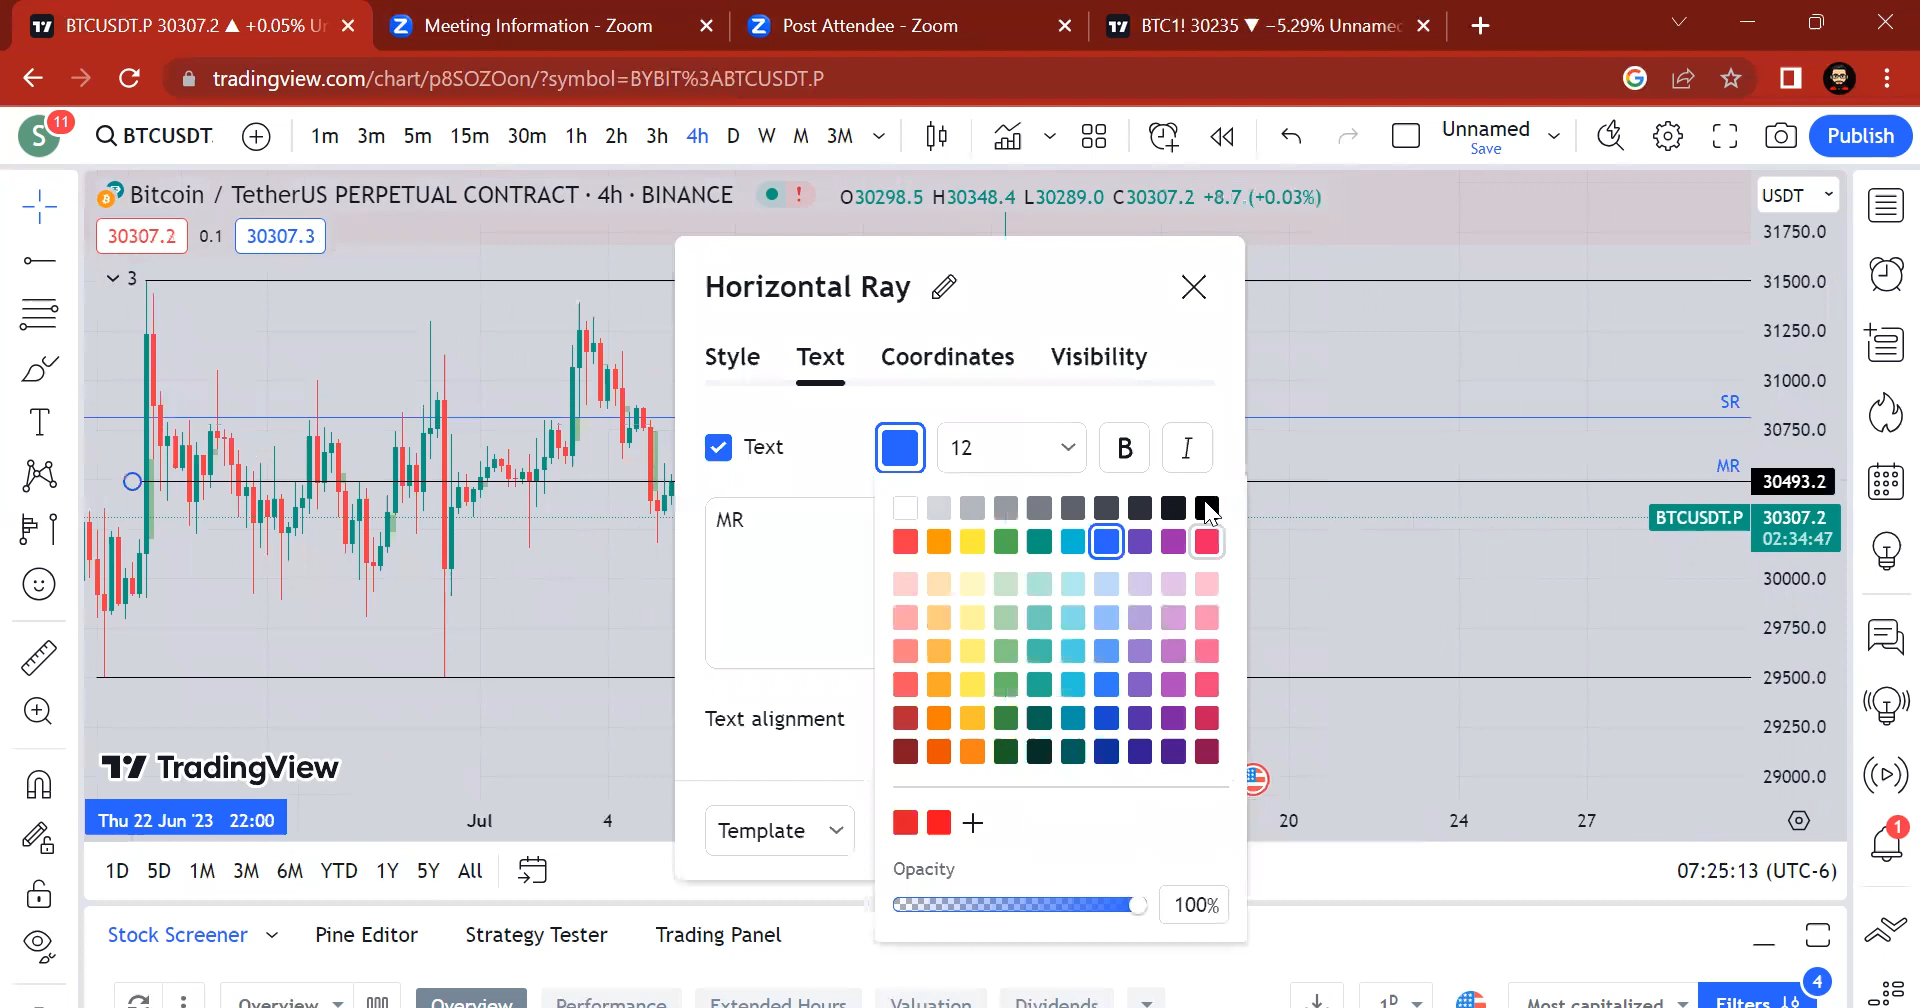 BTCUSDT.P 30307.2 ▲ +0.05% Un
Meeting Information - Zoom
Post Attendee - Zoom
BTC1! 30235 ▼ −5.29% Unname
tradingview.com/chart/p8SOZOon/?symbol=BYBIT%3ABTCUSDT.P
S 11 BTCUSDT. 1m 3m 5m 15m 30m 1h 2h 3h 4h D W M 3M Unnamed Publish
Save
Bitcoin / TetherUS PERPETUAL CONTRACT · 4h · BINANCE ! O30298.5 H30348.4 L30289.0 C30307.2 +8.7 (+0.03%) USDT
30307.2 0.1 30307.3
3
31750.0
31500.0
31250.0
31000.0
SR
30750.0
MR
30493.2
BTCUSDT.P 30307.2
02:34:47
30000.0
29750.0
29500.0
29250.0
29000.0
Horizontal Ray
Style Text Coordinates Visibility
Text 12 B I
MR
Text alignment
Template
Opacity
100%
TradingView
Thu 22 Jun '23 22:00 Jul 4 20 24 27
1D 5D 1M 3M 6M YTD 1Y 5Y All 07:25:13 (UTC-6)
1
Stock Screener Pine Editor Strategy Tester Trading Panel
4
Overview Overview Performance Extended Hours Valuation Dividends 1D Most capitalized Filters